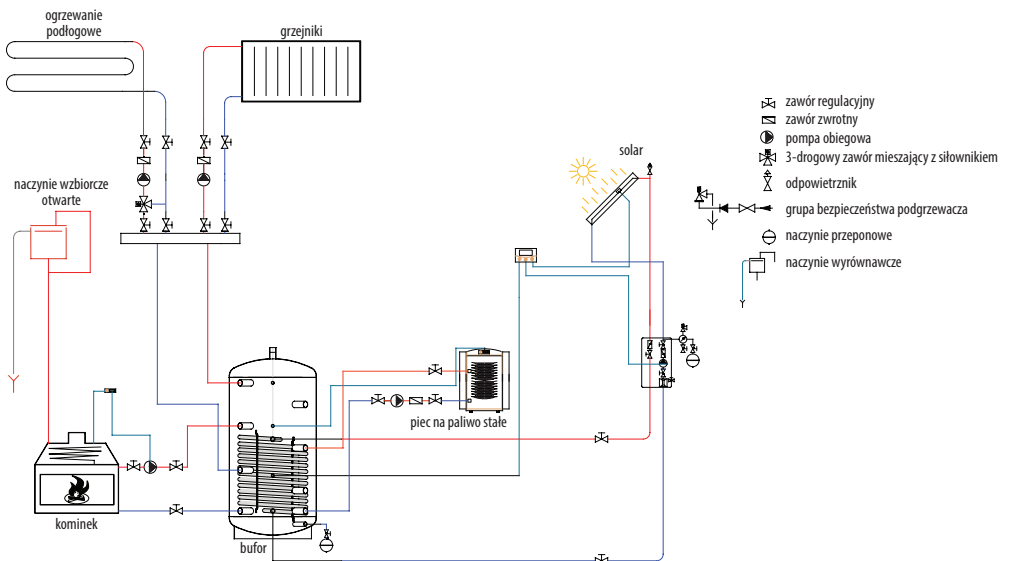 ogrzewanie
podłogowe
grzejniki
naczynie wzbiorcze
otwarte
solar
zawór regulacyjny
zawór zwrotny
pompa obiegowa
3-drogowy zawór mieszający z siłownikiem
odpowietrznik
grupa bezpieczeństwa podgrzewacza
naczynie przeponowe
naczynie wyrównawcze
piec na paliwo stałe
kominek
bufor